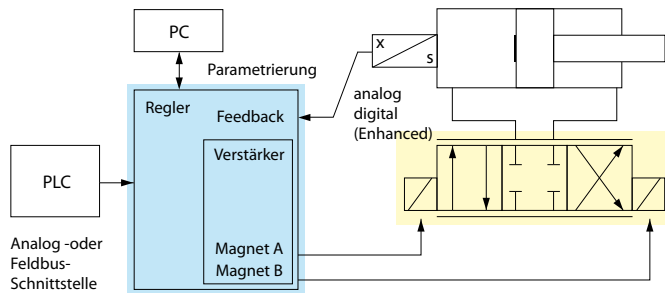 PC
Parametrierung
x
s
Regler
Feedback
analog
digital
(Enhanced)
Verstärker
PLC
Magnet A
Magnet B
Analog -oder
Feldbus-
Schnittstelle